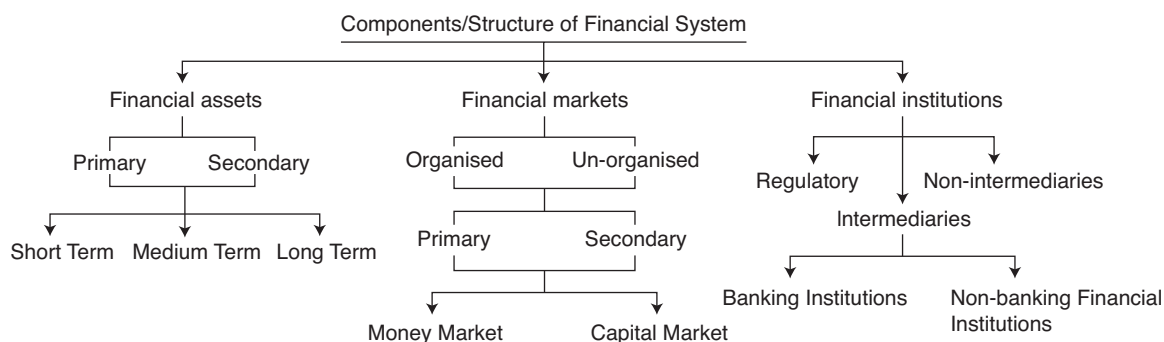 Components/Structure of Financial System
Financial assets
Financial markets
Financial institutions
Primary
Secondary
Organised
Un-organised
Regulatory
Non-intermediaries
Intermediaries
Short Term
Medium Term
Long Term
Primary
Secondary
Banking Institutions
Non-banking Financial
Institutions
Money Market
Capital Market